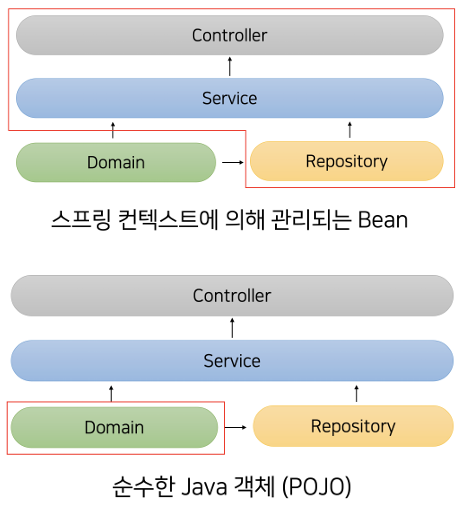 Controller
Service
Domain
Repository
스프링 컨텍스트에 의해 관리되는 Bean
Controller
Service
Domain
Repository
순수한 Java 객체 (POJO)